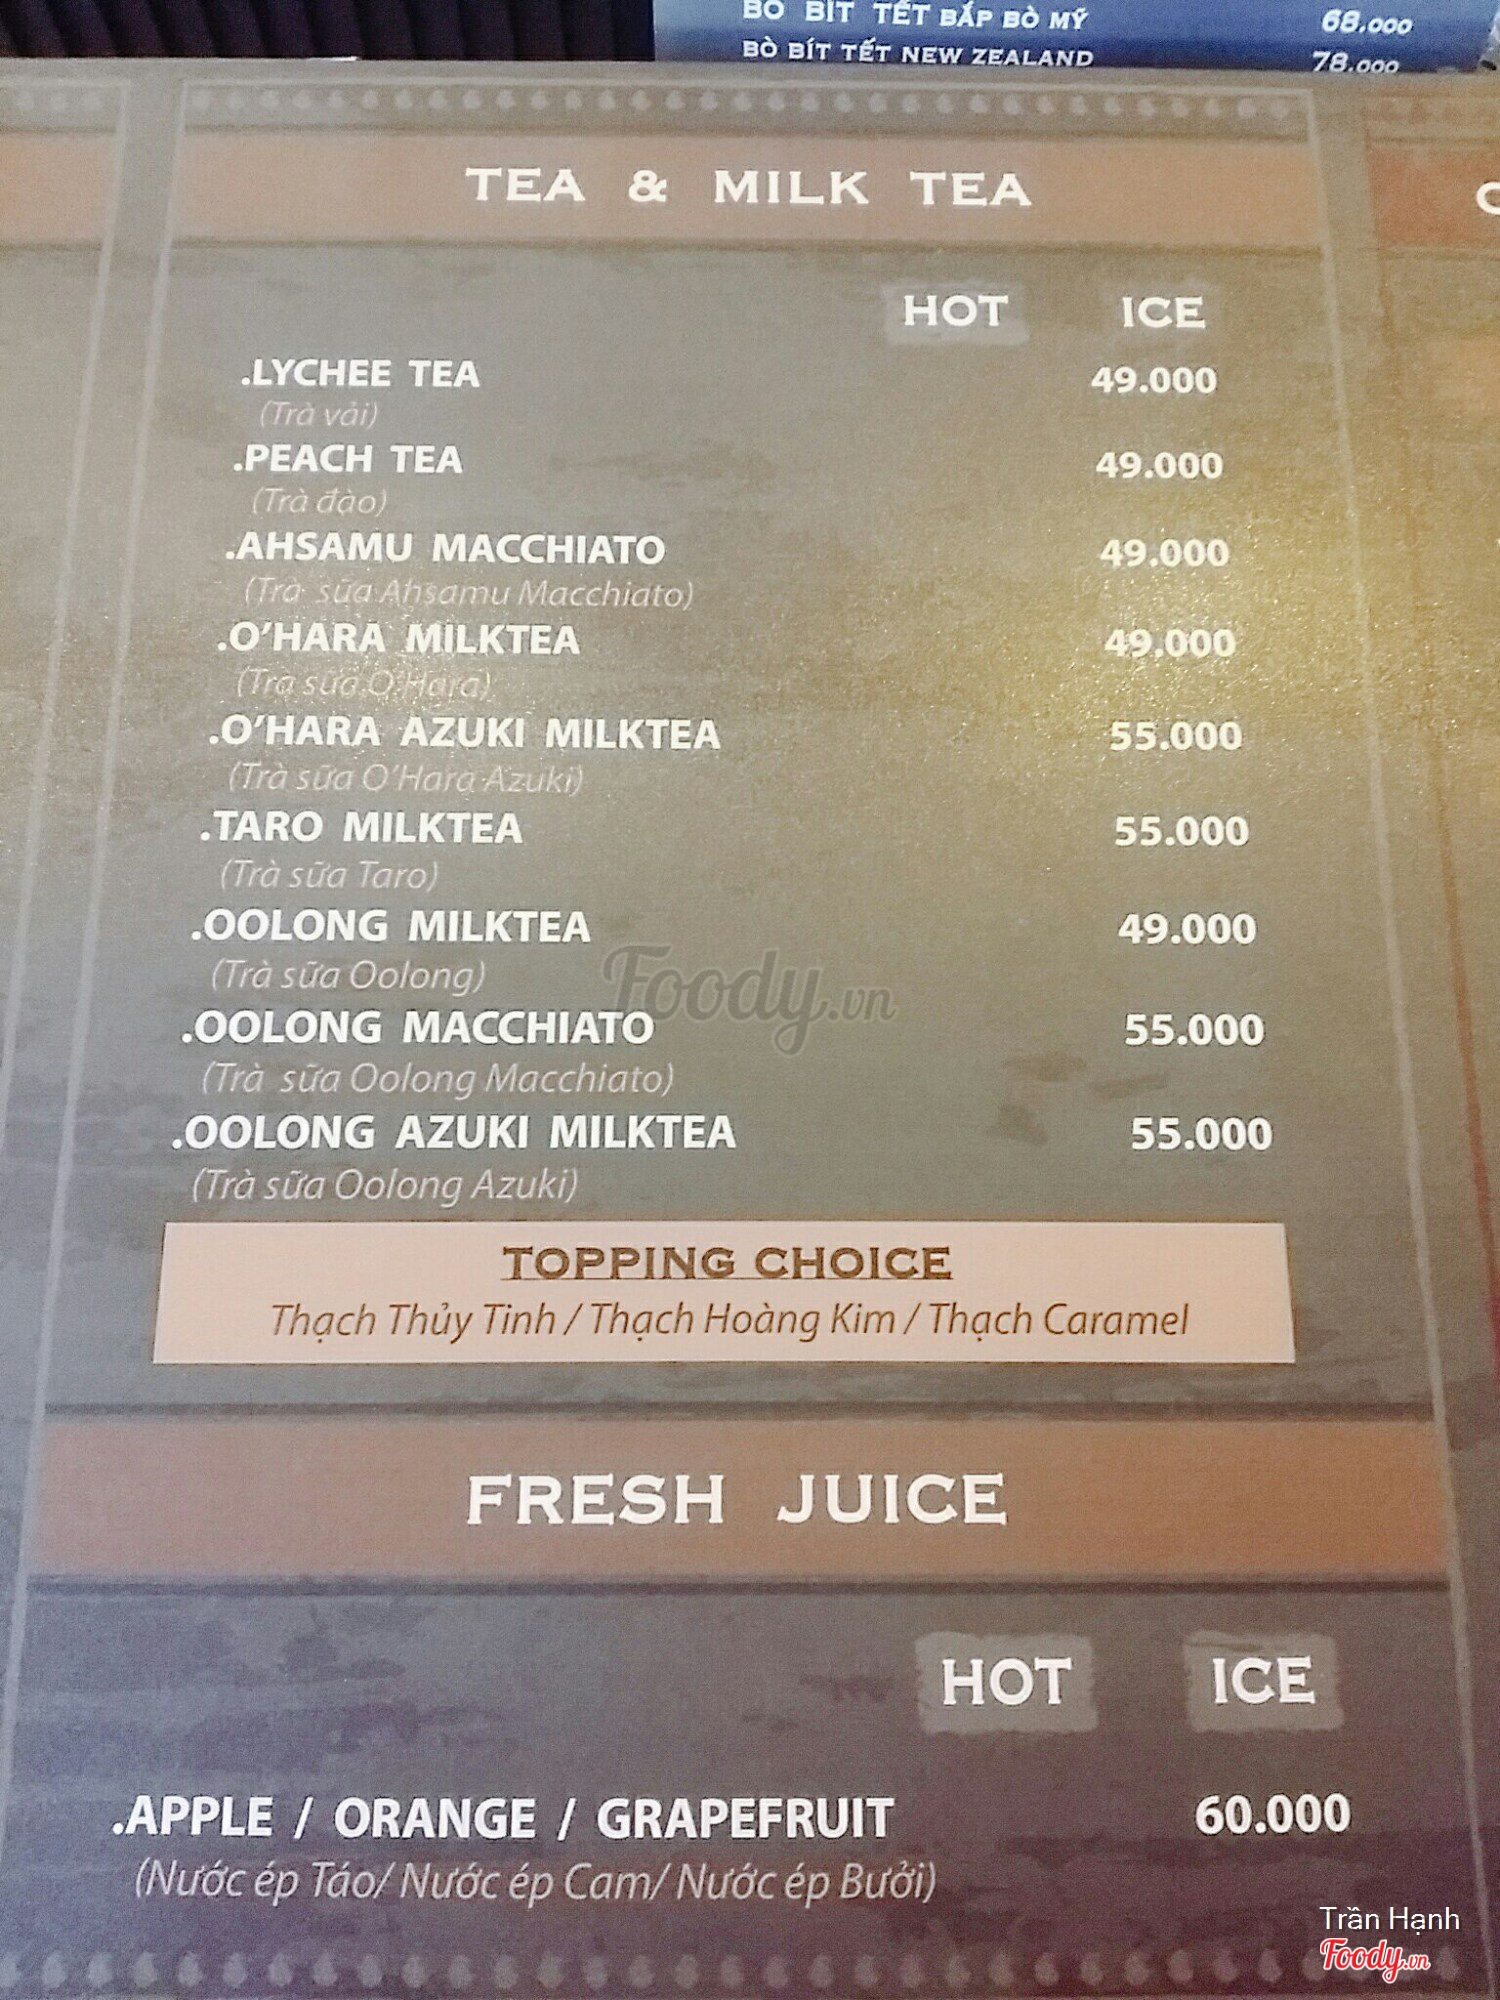 BÒ BÍT TẾT BẮP BÒ MỸ 68.000
BÒ BÍT TẾT NEW ZEALAND 78.000
TEA & MILK TEA
HOT ICE
.LYCHEE TEA 49.000
(Trà vải)
.PEACH TEA 49.000
(Trà đào)
.AHSAMU MACCHIATO 49.000
(Trà sữa Ahsamu Macchiato)
.O'HARA MILKTEA 49.000
(Trà sữa O'Hara)
.O'HARA AZUKI MILKTEA 55.000
(Trà sữa O'Hara Azuki)
.TARO MILKTEA 55.000
(Trà sữa Taro)
.OOLONG MILKTEA 49.000
(Trà sữa Oolong)
Foody.vn
.OOLONG MACCHIATO 55.000
(Trà sữa Oolong Macchiato)
.OOLONG AZUKI MILKTEA 55.000
(Trà sữa Oolong Azuki)
TOPPING CHOICE
Thạch Thủy Tinh / Thạch Hoàng Kim / Thạch Caramel
FRESH JUICE
HOT ICE
.APPLE / ORANGE / GRAPEFRUIT 60.000
(Nước ép Táo/ Nước ép Cam/ Nước ép Bưởi)
Trần Hạnh
Foody.vn